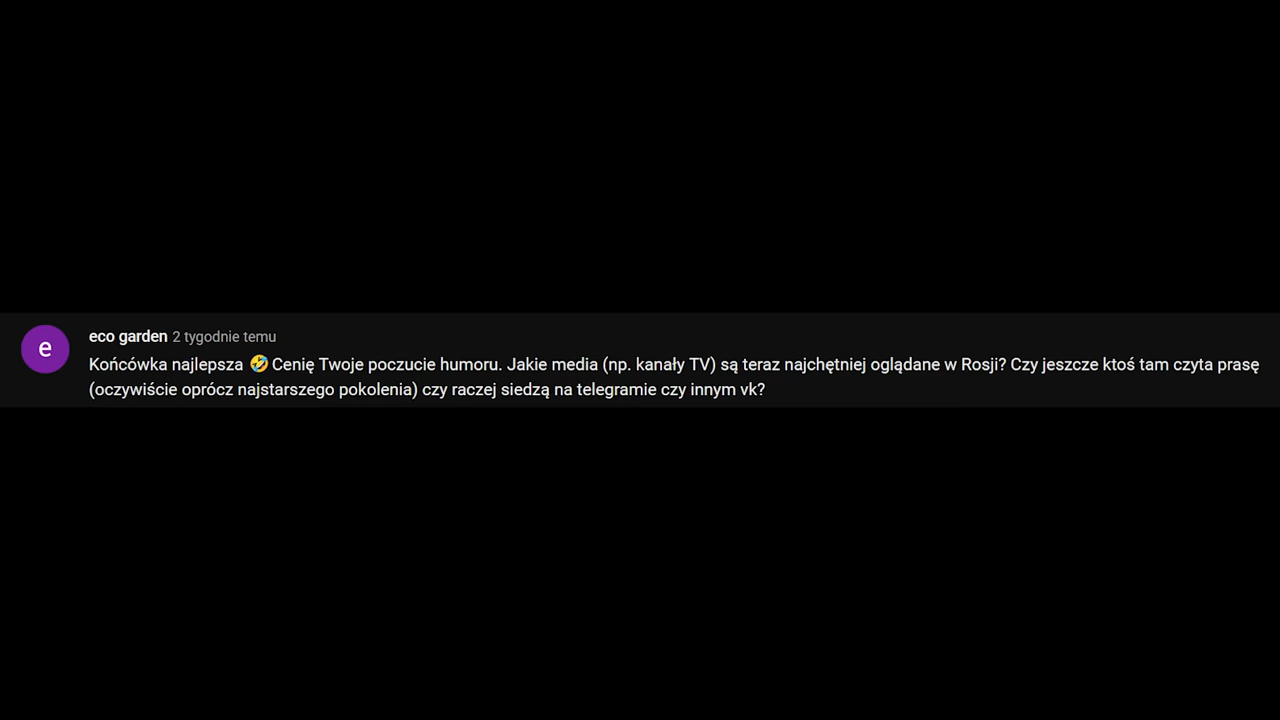 e
eco garden 2 tygodnie temu
Końcówka najlepsza 🤣 Cenię Twoje poczucie humoru. Jakie media (np. kanały TV) są teraz najchętniej oglądane w Rosji? Czy jeszcze ktoś tam czyta prasę
(oczywiście oprócz najstarszego pokolenia) czy raczej siedzą na telegramie czy innym vk?